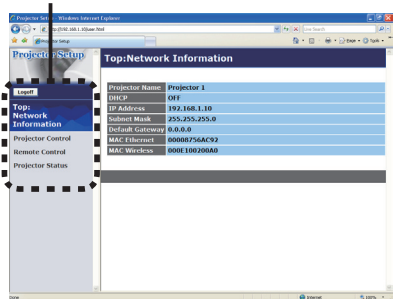 Projector Setup - Windows Internet Explorer
Live Search
Projector Setup
Page
Tools
Projector Setup
Logoff
Top:
Network
Information
Projector Control
Remote Control
Projector Status
Top:Network Information
Projector Name Projector 1
DHCP OFF
IP Address 192.168.1.10
Subnet Mask 255.255.255.0
Default Gateway 0.0.0.0
MAC Ethernet 00008756AC92
MAC Wireless 000E100200A0
Done
Internet
100%